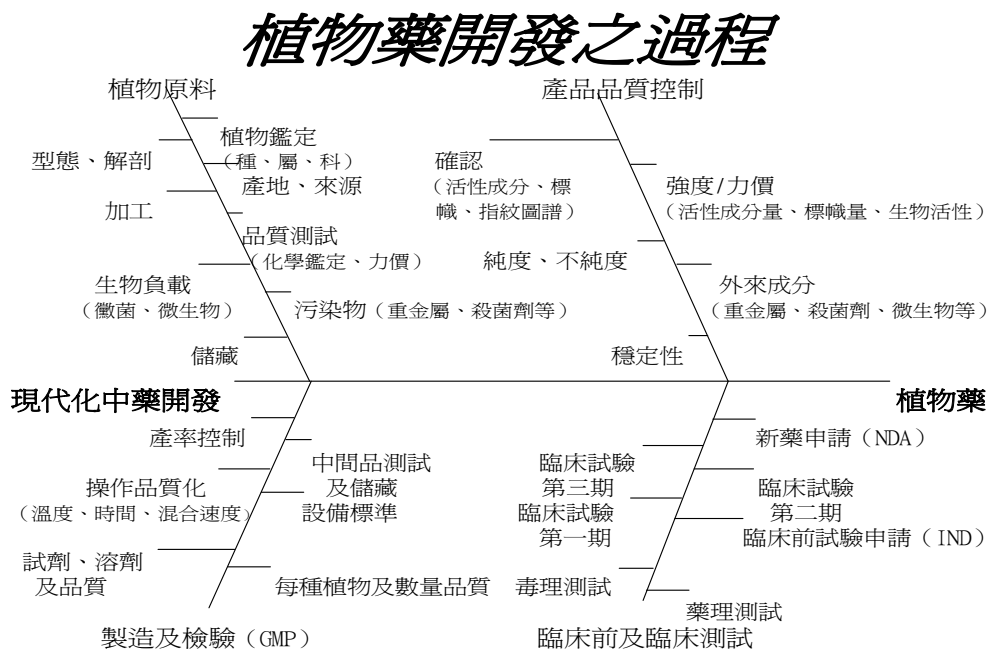 植物藥開發之過程
植物原料
產品品質控制
植物鑑定
(種、屬、科)
型態、解剖
產地、來源
加工
品質測試
(化學鑑定、力價)
生物負載
(黴菌、微生物)
污染物(重金屬、殺菌劑等)
儲藏
確認
(活性成分、標
幟、指紋圖譜)
強度/力價
(活性成分量、標幟量、生物活性)
純度、不純度
外來成分
(重金屬、殺菌劑、微生物等)
穩定性
現代化中藥開發
植物藥
產率控制
中間品測試
及儲藏
操作品質化
(溫度、時間、混合速度)
設備標準
試劑、溶劑
及品質
每種植物及數量品質
製造及檢驗(GMP)
新藥申請(NDA)
臨床試驗
第三期
臨床試驗
第二期
臨床試驗
第一期
臨床前試驗申請(IND)
毒理測試
藥理測試
臨床前及臨床測試